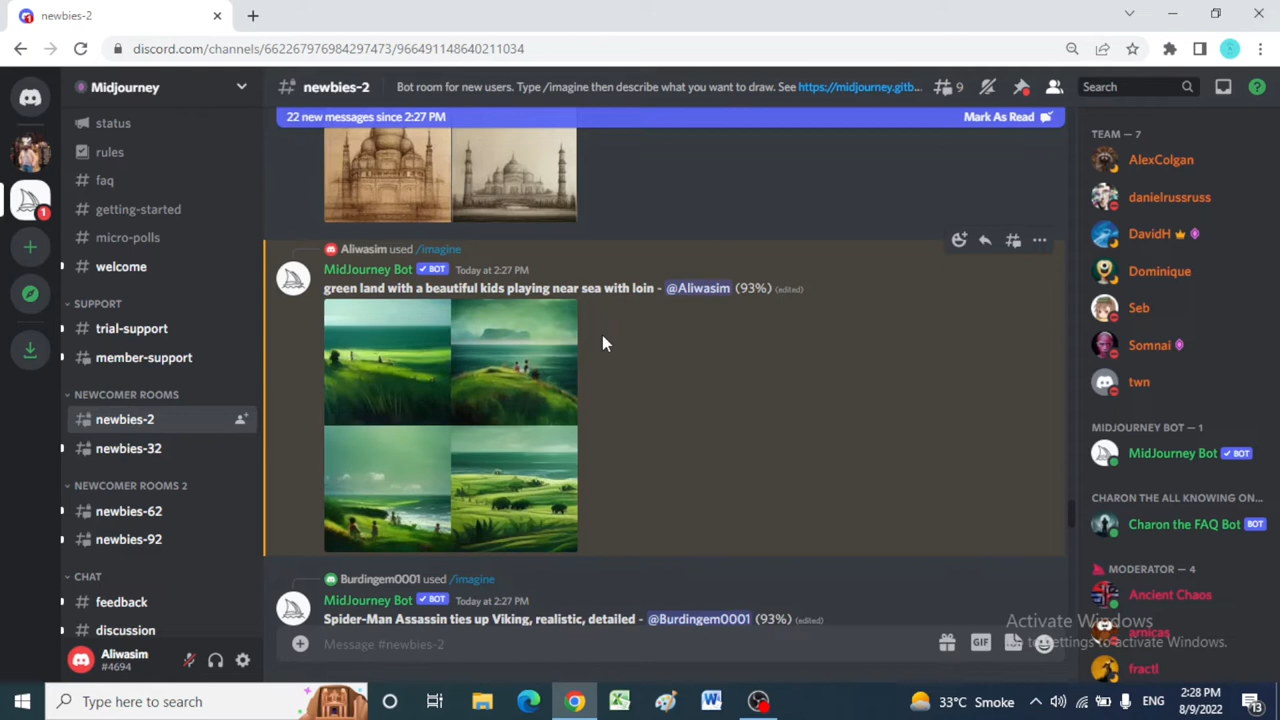 newbies-2
discord.com/channels/662267976984297473/966491148640211034
Midjourney
newbies-2
Bot room for new users. Type /imagine then describe what you want to draw. See https://midjourney.gitb...
9
Search
22 new messages since 2:27 PM
Mark As Read
status
rules
faq
getting-started
micro-polls
welcome
SUPPORT
trial-support
member-support
NEWCOMER ROOMS
newbies-2
newbies-32
NEWCOMER ROOMS 2
newbies-62
newbies-92
CHAT
feedback
discussion
Aliwasim
#4694
Aliwasim used /imagine
MidJourney Bot BOT Today at 2:27 PM
green land with a beautiful kids playing near sea with loin - @Aliwasim (93%) (edited)
Burdingem0001 used /imagine
MidJourney Bot BOT Today at 2:27 PM
Spider-Man Assassin ties up Viking, realistic, detailed - @Burdingem0001 (93%) (edited)
Message #newbies-2
GIF
TEAM — 7
AlexColgan
danielrussruss
DavidH
Dominique
Seb
Somnai
twn
MIDJOURNEY BOT — 1
MidJourney Bot BOT
CHARON THE ALL KNOWING ON...
Charon the FAQ Bot BOT
MODERATOR — 4
Ancient Chaos
arnicas
fractl
Activate Windows
Go to Settings to activate Windows.
Type here to search
33°C Smoke
ENG
2:28 PM
8/9/2022
13